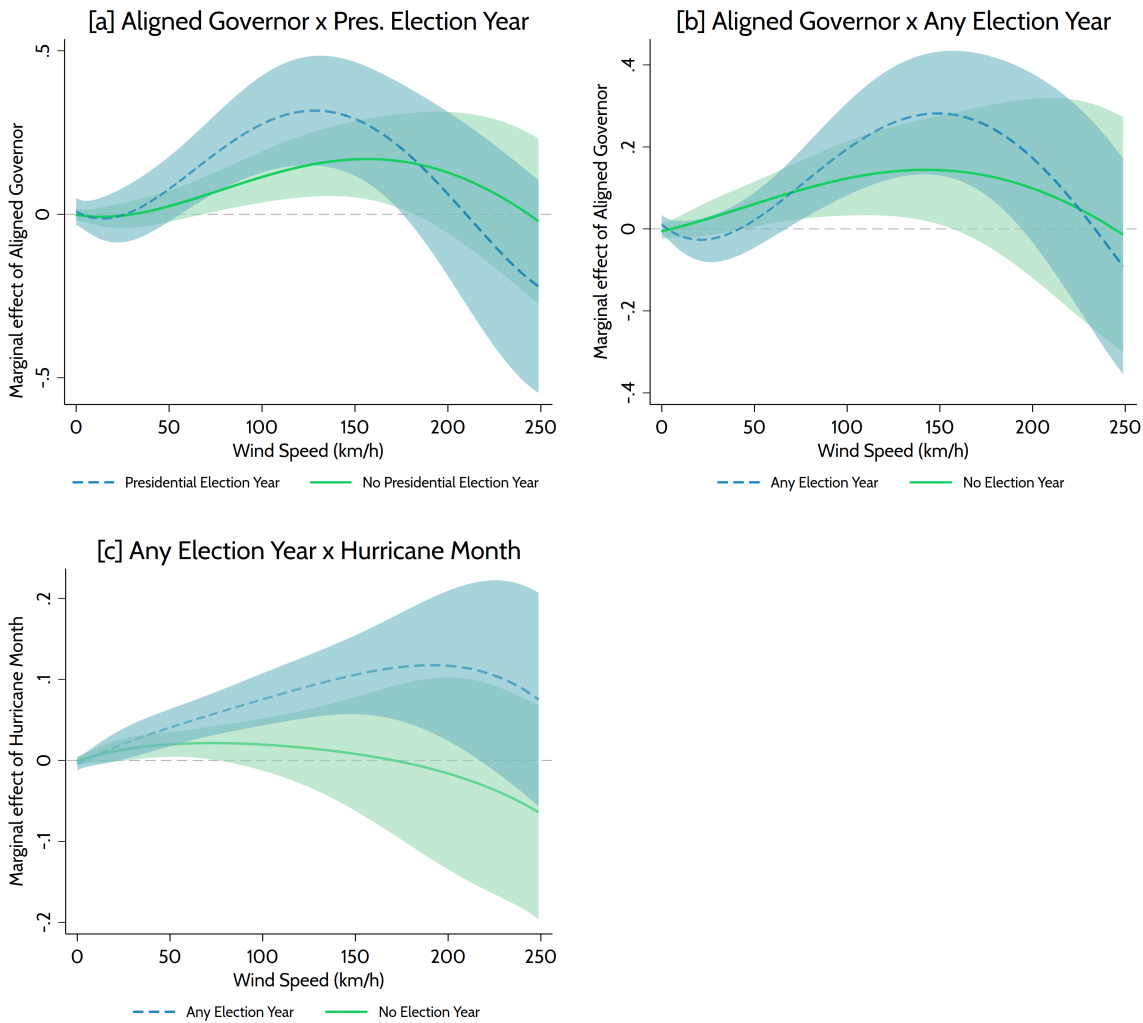 [a] Aligned Governor x Pres. Election Year
Marginal effect of Aligned Governor
.5
0
-.5
0 50 100 150 200 250
Wind Speed (km/h)
Presidential Election Year No Presidential Election Year
[b] Aligned Governor x Any Election Year
Marginal effect of Aligned Governor
.4
.2
0
-.2
-.4
0 50 100 150 200 250
Wind Speed (km/h)
Any Election Year No Election Year
[c] Any Election Year x Hurricane Month
Marginal effect of Hurricane Month
.2
.1
0
-.1
-.2
0 50 100 150 200 250
Wind Speed (km/h)
Any Election Year No Election Year